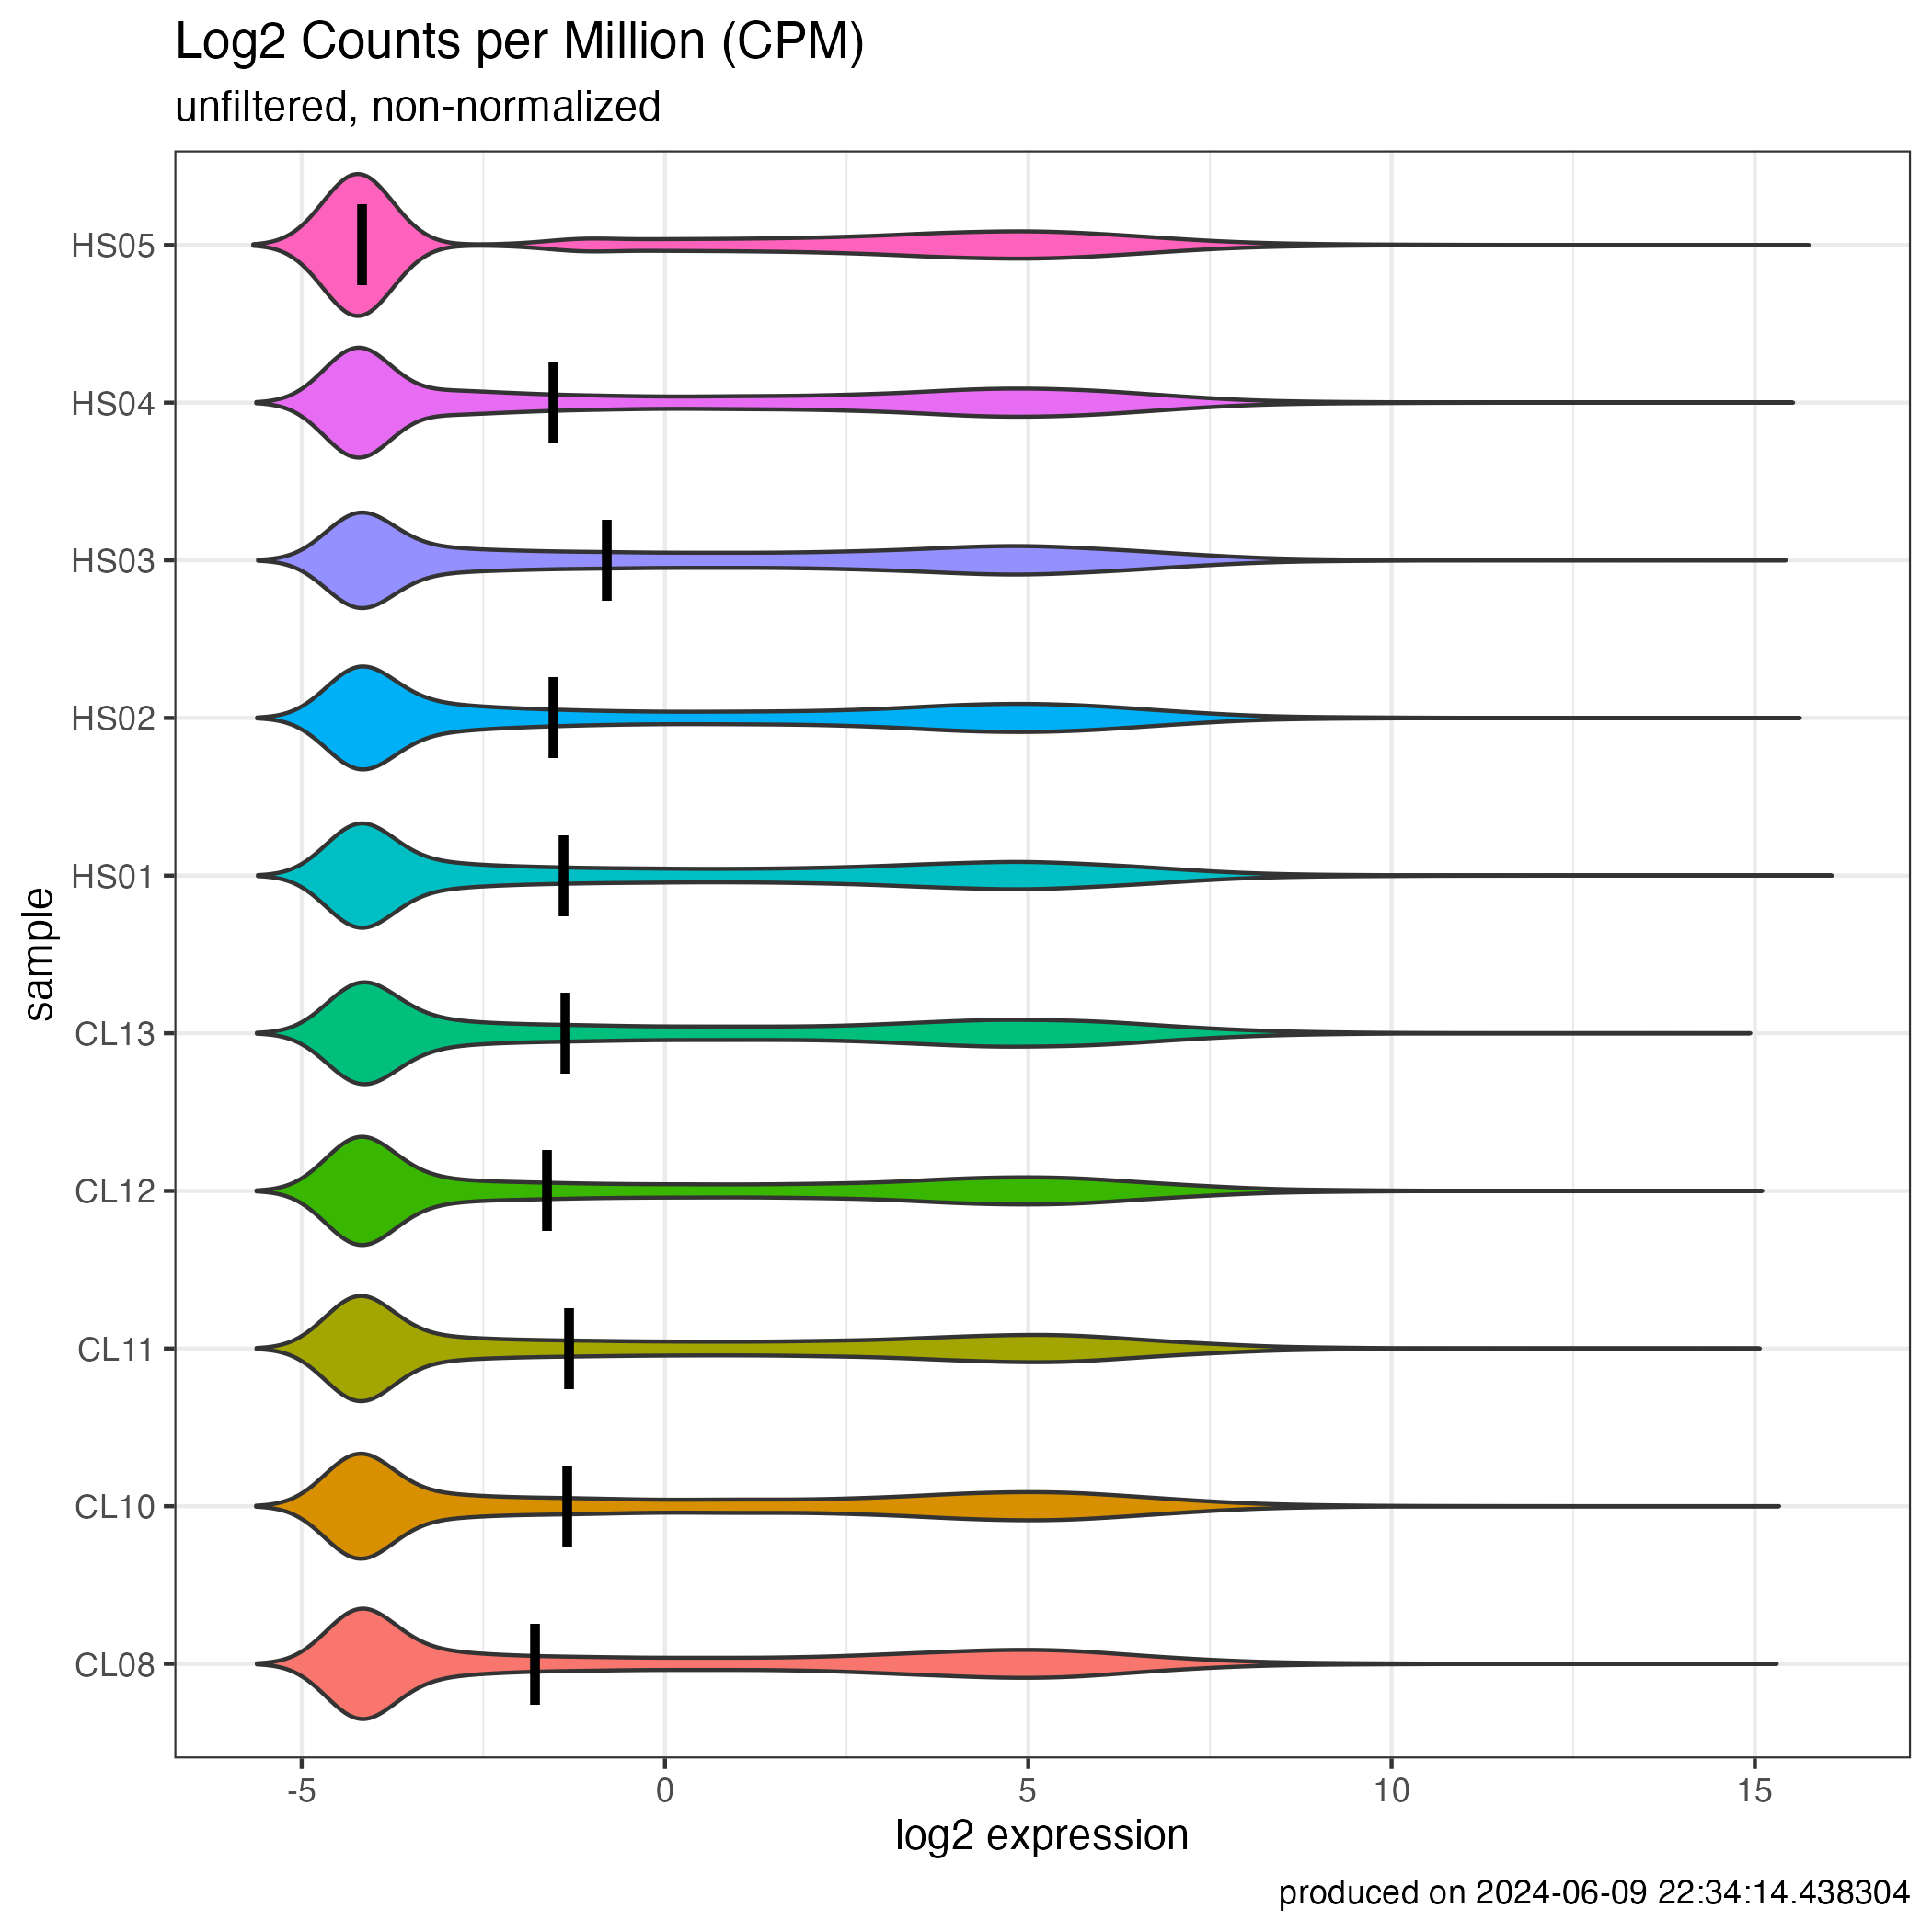 Log2 Counts per Million (CPM)
unfiltered, non-normalized
HS05
HS04
HS03
HS02
HS01
CL13
CL12
CL11
CL10
CL08
sample
-5 0 5 10 15
log2 expression
produced on 2024-06-09 22:34:14.438304